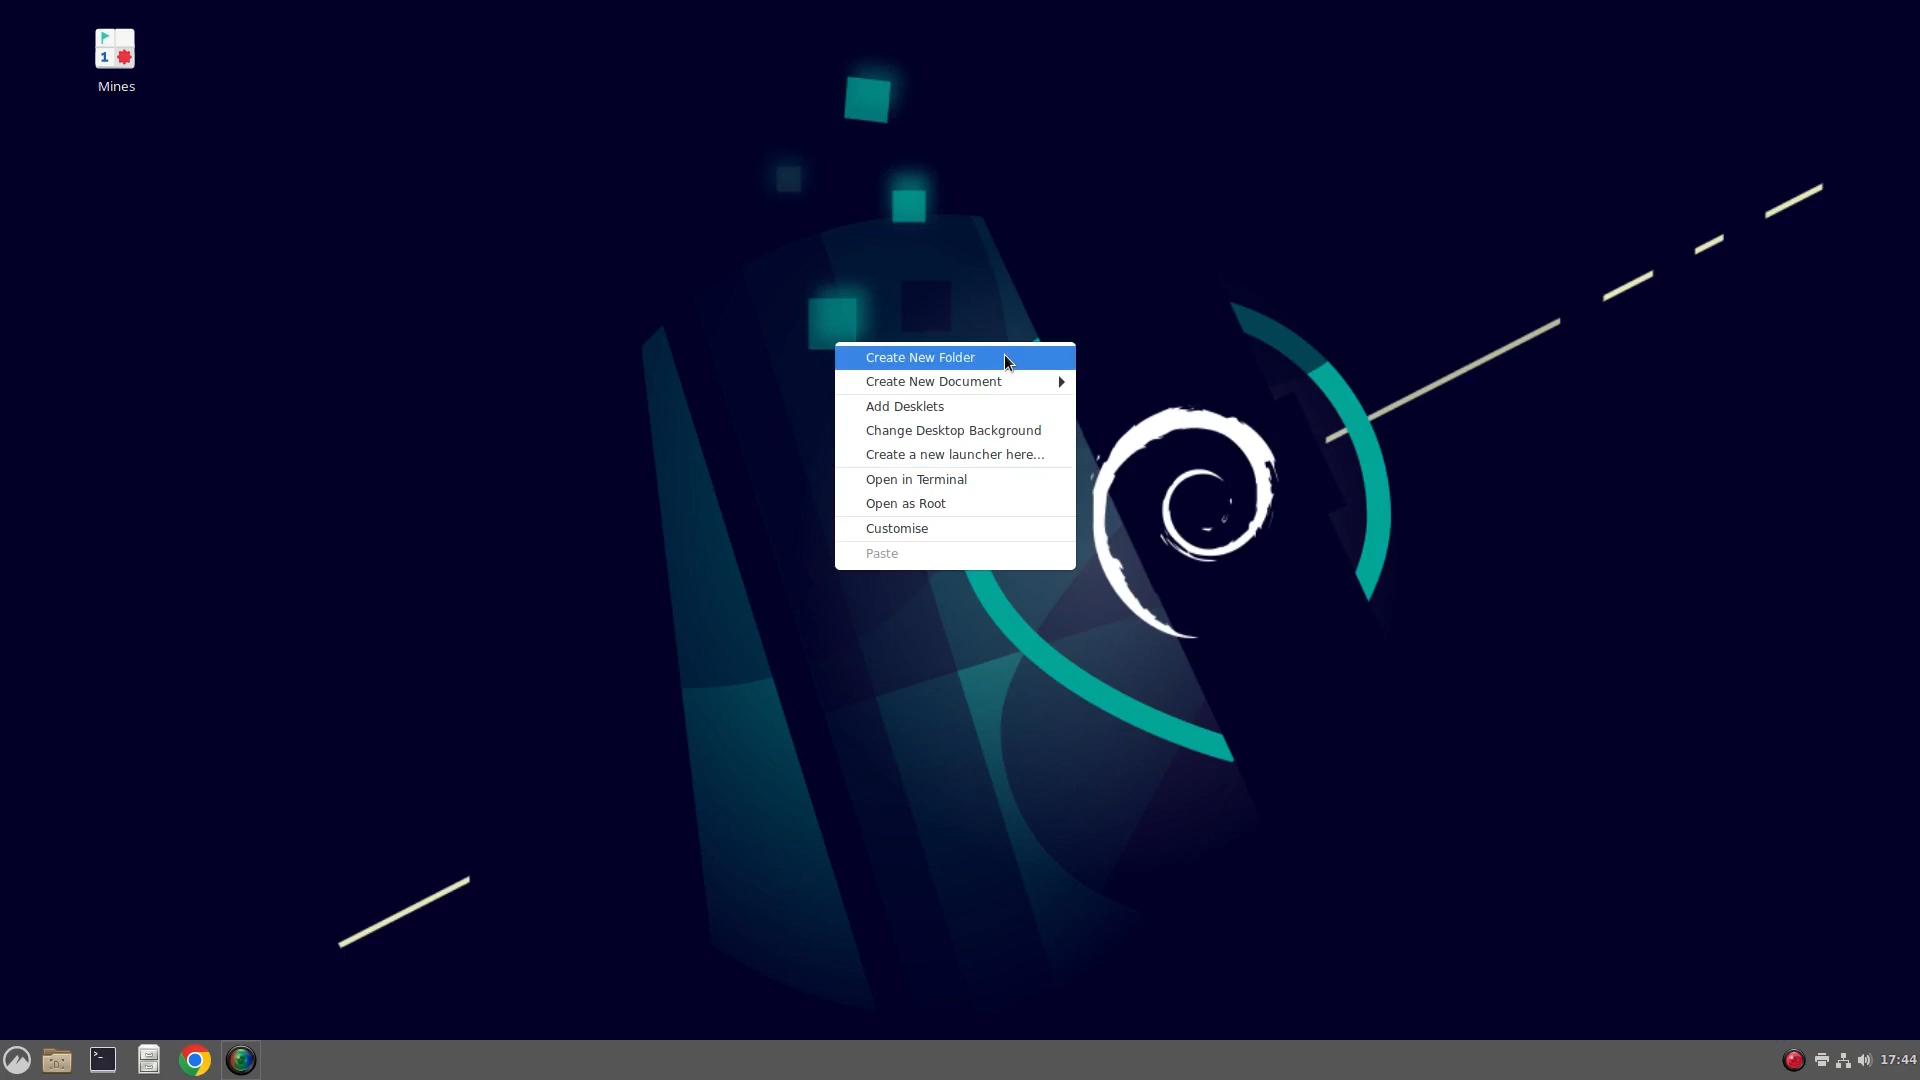 Mines
Create New Folder
Create New Document
Add Desklets
Change Desktop Background
Create a new launcher here...
Open in Terminal
Open as Root
Customise
Paste
17:44